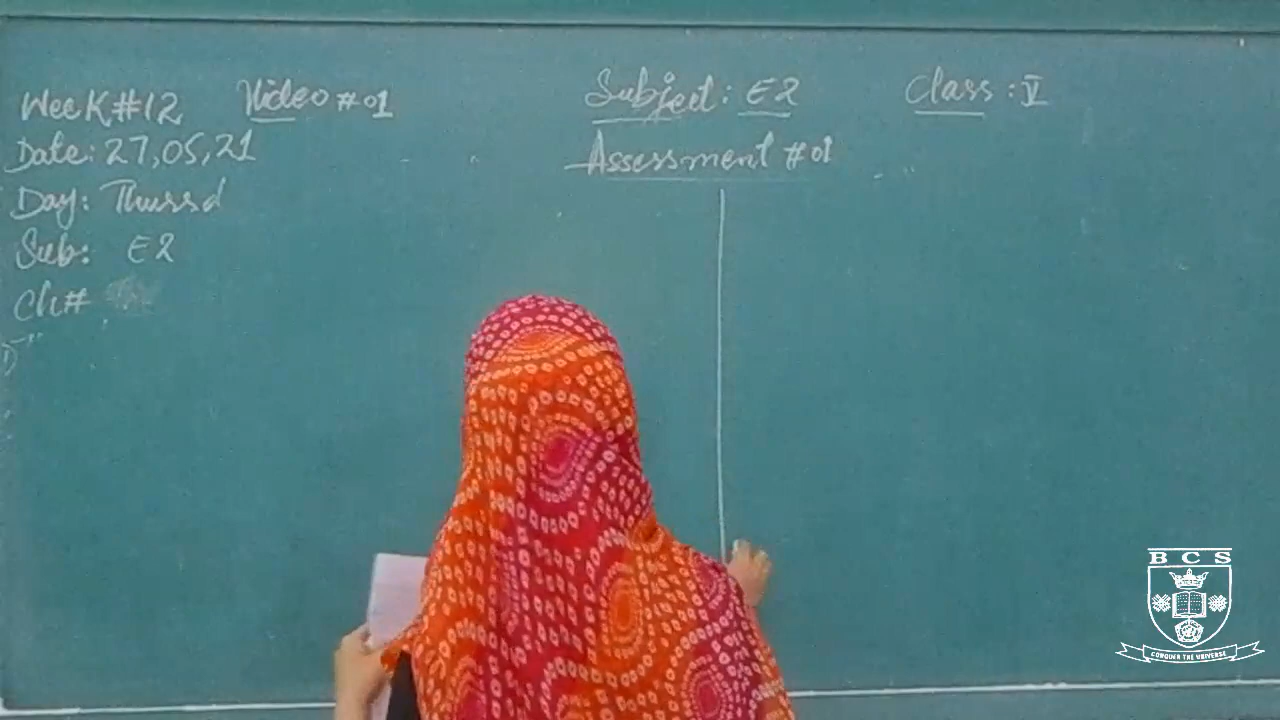 Week#12 Video #01
Subject: E2 Class: V
Assessment #01
Date: 27,05,21
Day: Thursd
Sub: E2
Ch#
B C S
CONQUER THE UNIVERSE